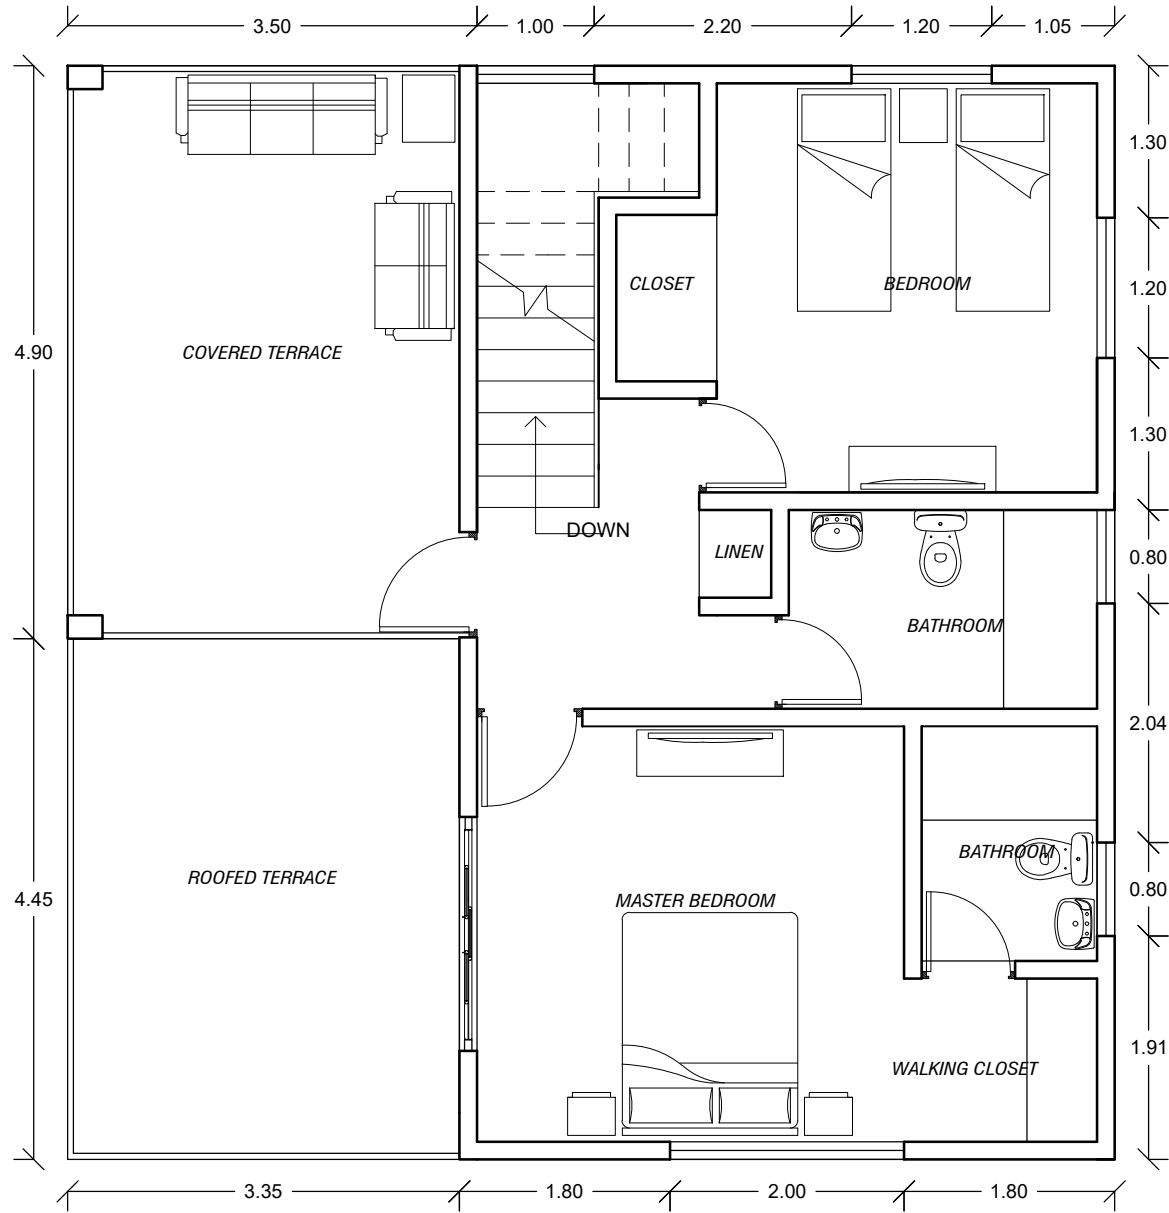 3.50
1.00
2.20
1.20
1.05
1.30
CLOSET
BEDROOM
1.20
4.90
COVERED TERRACE
1.30
DOWN
LINEN
0.80
BATHROOM
2.04
BATHROOM
ROOFED TERRACE
4.45
MASTER BEDROOM
0.80
1.91
WALKING CLOSET
3.35
1.80
2.00
1.80